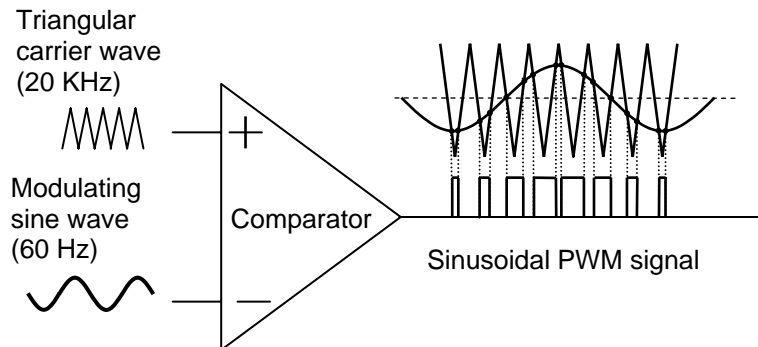 Triangular
carrier wave
(20 KHz)
+
Modulating
sine wave
(60 Hz)
Comparator
−
Sinusoidal PWM signal